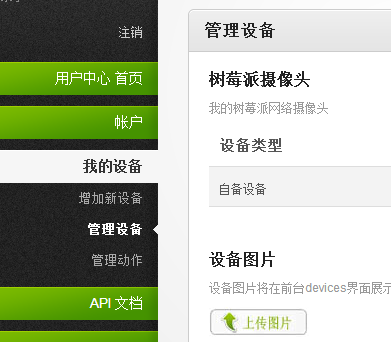 注销
用户中心 首页
帐户
我的设备
增加新设备
管理设备
管理动作
API 文档
管理设备
树莓派摄像头
我的树莓派网络摄像头
设备类型
自备设备
设备图片
设备图片将在前台devices界面展示
上传图片